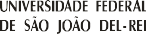 UNIVERSIDADE FEDERAL
DE SÃO JOÃO DEL-REI